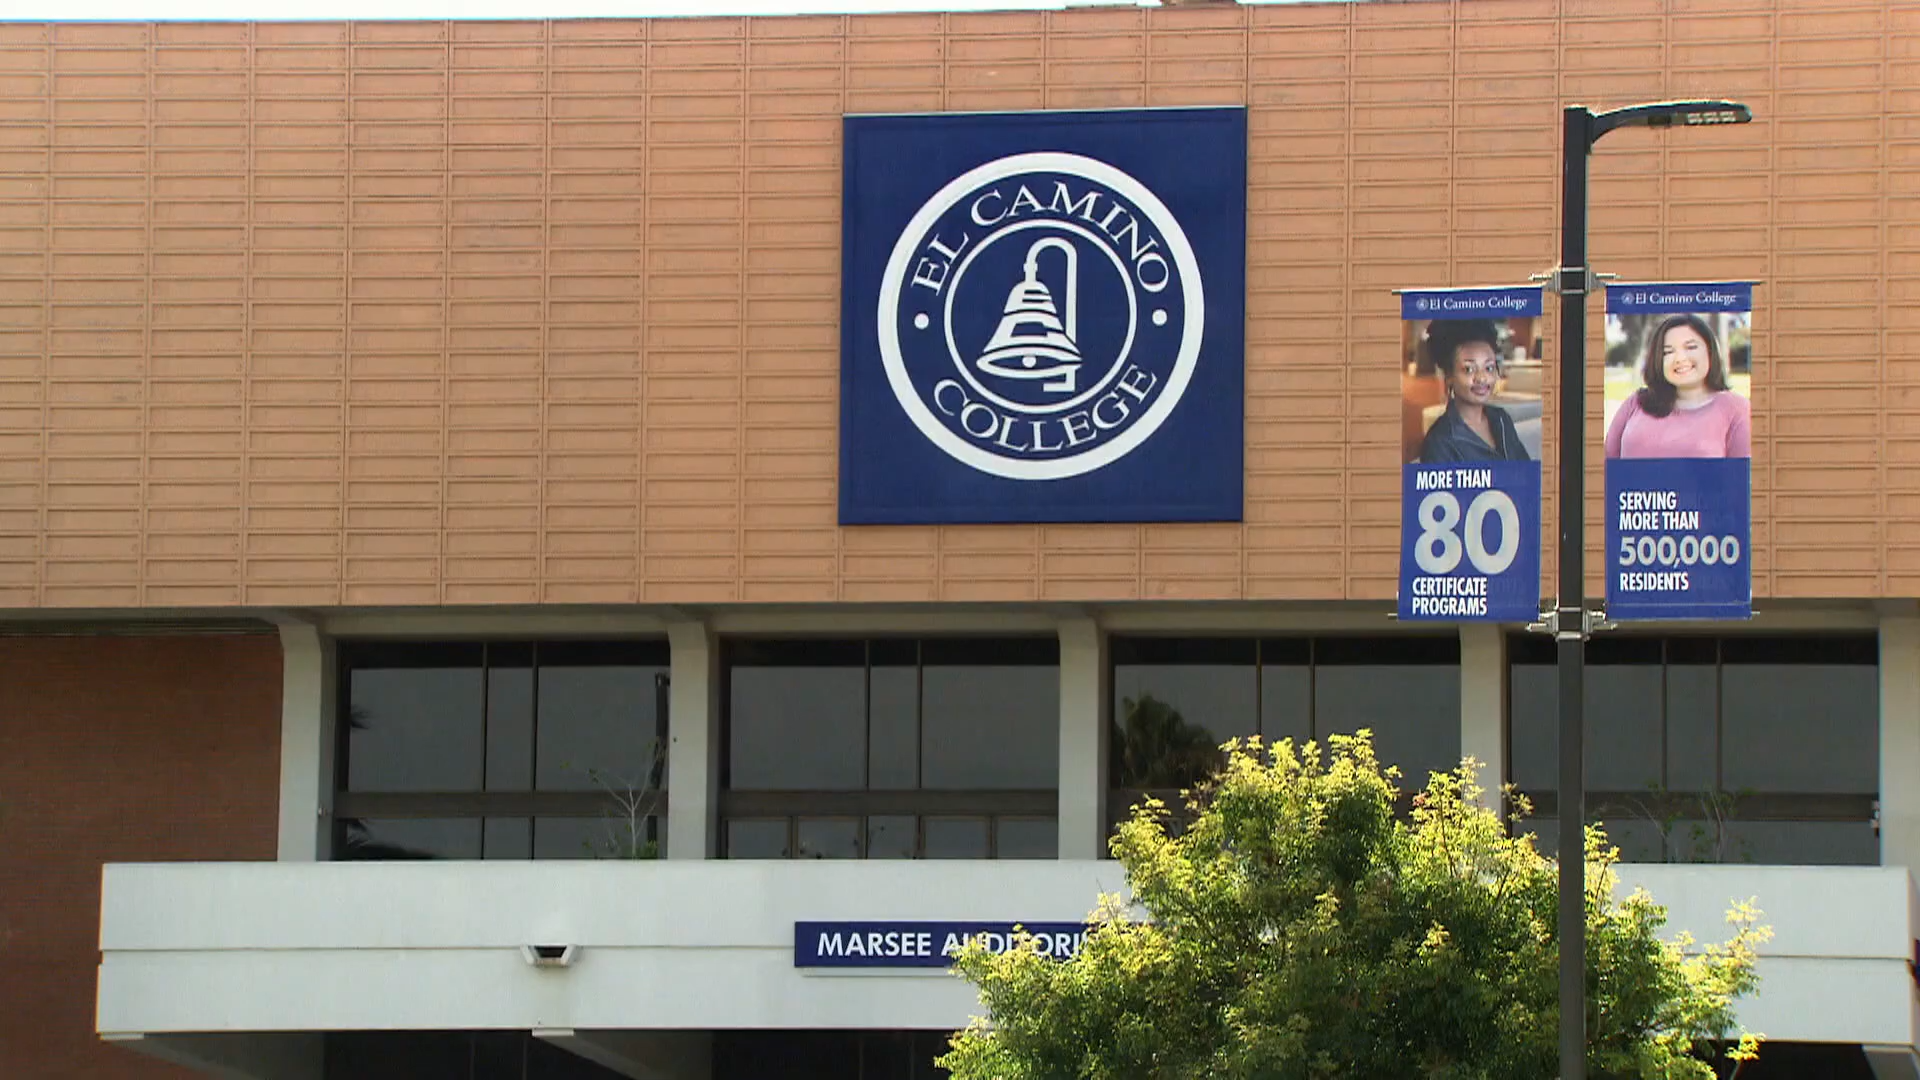 EL CAMINO
COLLEGE
El Camino College
MORE THAN
80
CERTIFICATE
PROGRAMS
El Camino College
SERVING
MORE THAN
500,000
RESIDENTS
MARSEE AUDITORI